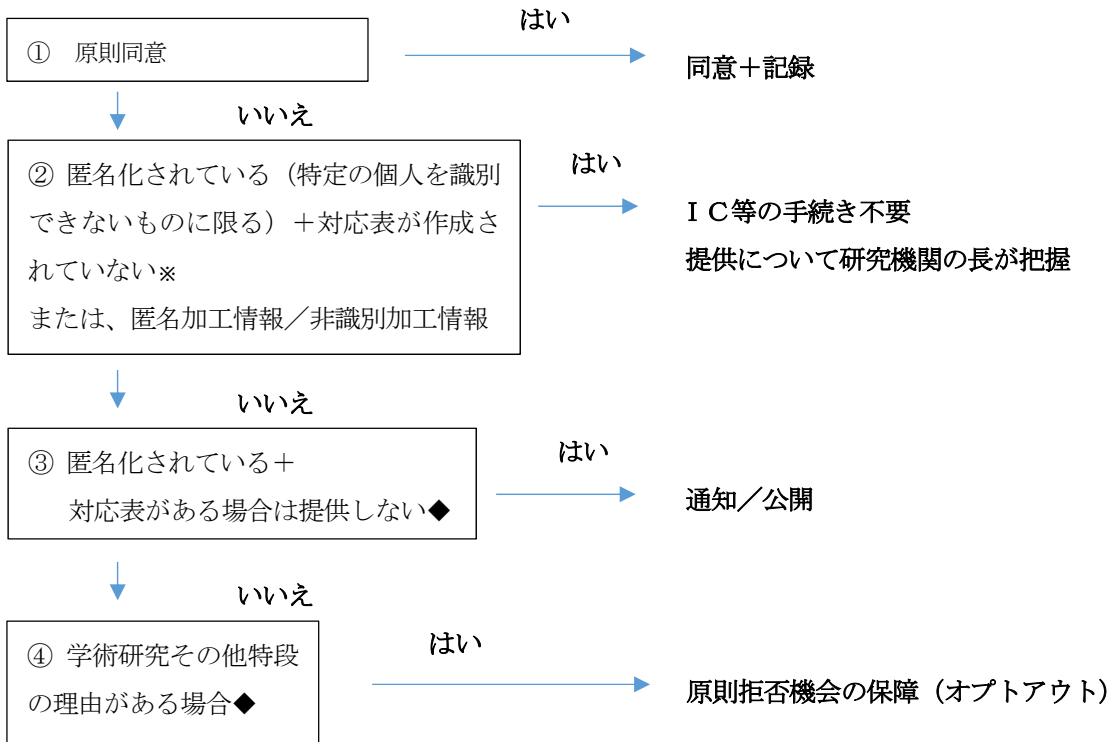 はい
① 原則同意
同意＋記録
いいえ
② 匿名化されている（特定の個人を識別
できないものに限る）＋対応表が作成さ
れていない※
または、匿名加工情報／非識別加工情報
はい
ＩＣ等の手続き不要
提供について研究機関の長が把握
いいえ
③ 匿名化されている＋
対応表がある場合は提供しない◆
はい
通知／公開
いいえ
④ 学術研究その他特段
の理由がある場合◆
はい
原則拒否機会の保障（オプトアウト）